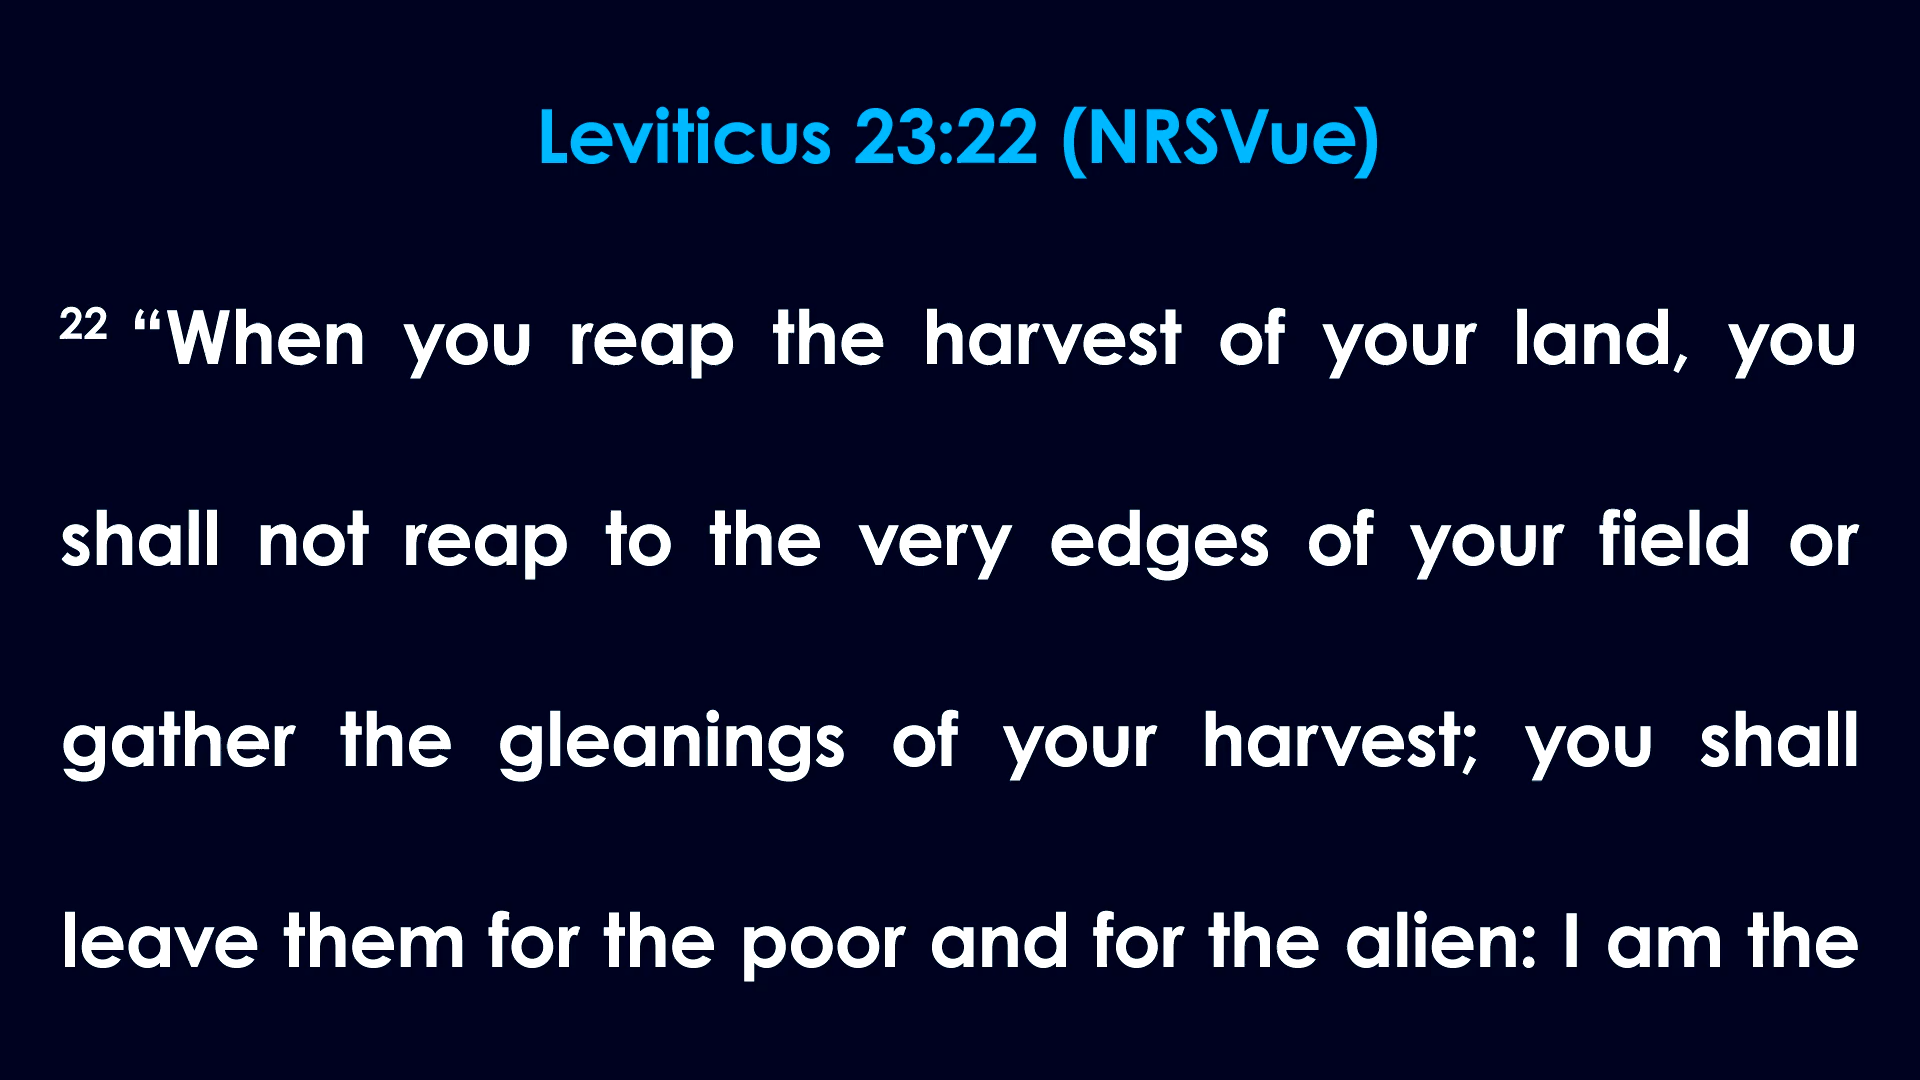 Leviticus 23:22 (NRSVue)
22 “When you reap the harvest of your land, you
shall not reap to the very edges of your field or
gather the gleanings of your harvest; you shall
leave them for the poor and for the alien: I am the